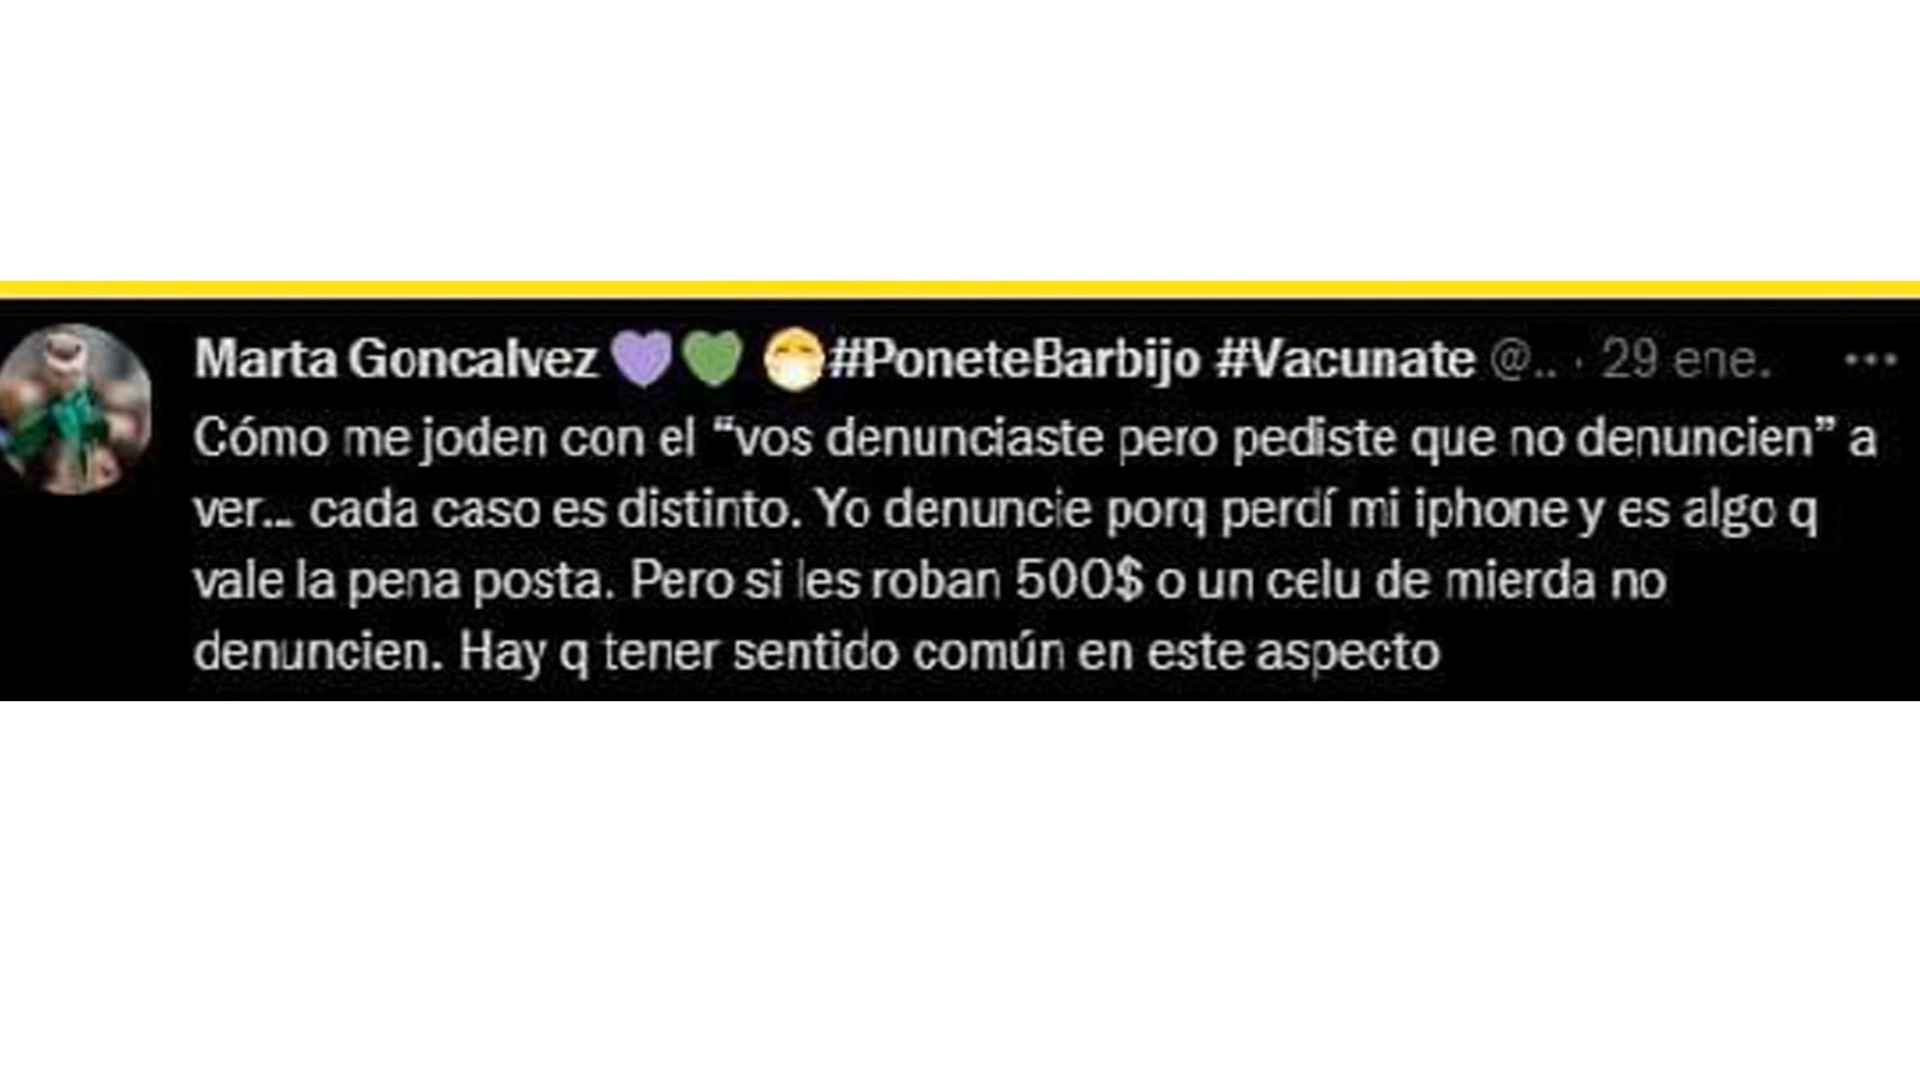 Marta Goncalvez 💜💚 😷#PoneteBarbijo #Vacunate @.. · 29 ene. ...
Cómo me joden con el “vos denunciaste pero pediste que no denuncien” a
ver... cada caso es distinto. Yo denuncie porq perdí mi iphone y es algo q
vale la pena posta. Pero si les roban 500$ o un celu de mierda no
denuncien. Hay q tener sentido común en este aspecto